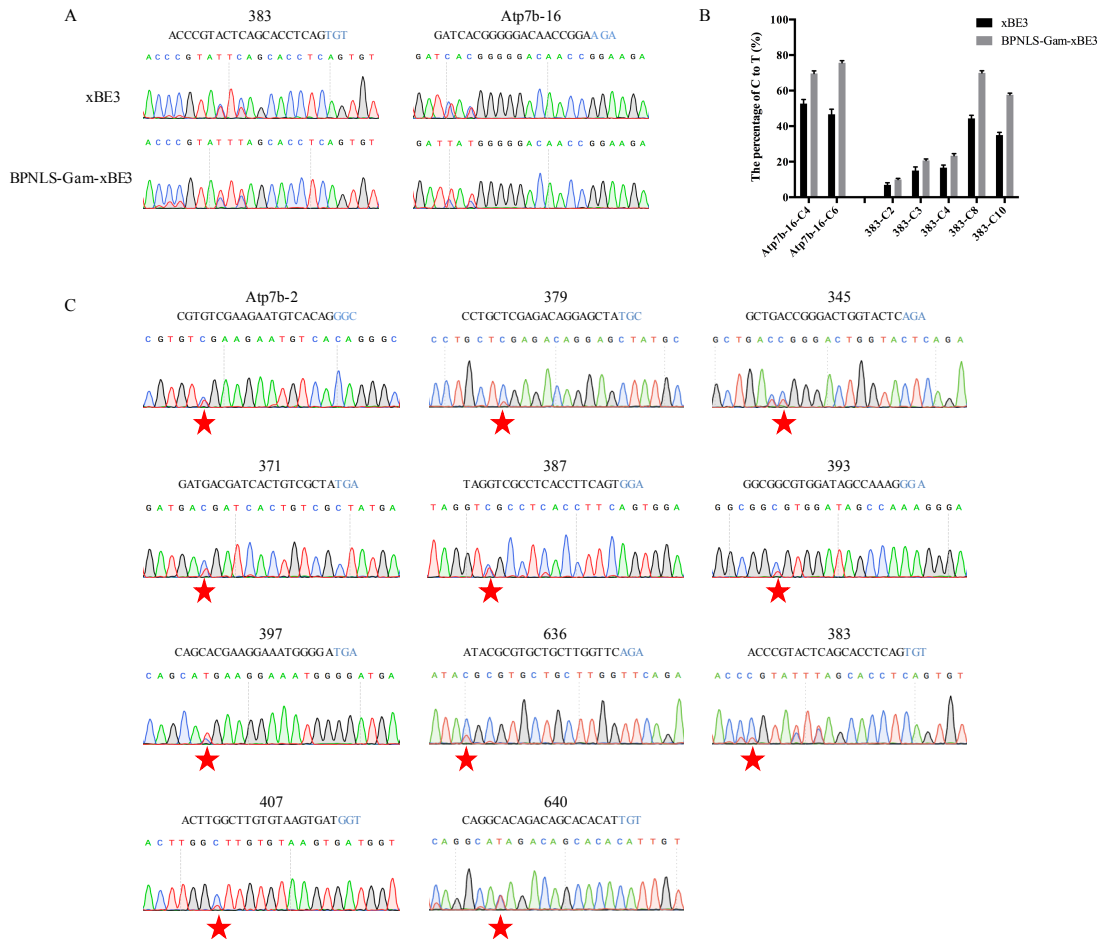 A
383
ACCCGTACTCAGCACCTCAGTGT
ACCCGTATTCAGCACCTCAGTGT
Atp7b-16
GATCACGGGGGACAACCGGAAGA
GATCACGGGGGACAACCGGAAGA
xBE3
ACCCGTATTTAGCACCTCAGTGT
GATTATGGGGGACAACCGGAAGA
BPNLS-Gam-xBE3
B
The percentage of C to T (%)
80
60
40
20
0
xBE3
BPNLS-Gam-xBE3
Atp7b-16-C4
Atp7b-16-C6
383-C2
383-C3
383-C4
383-C8
383-C10
C
Atp7b-2
CGTGTCGAAGAATGTCACAGGGC
CGTGTCGAAGAATGTCACAGGGC
379
CCTGCTCGAGACAGGAGCTATGC
CCTGCTCGAGACAGGAGCTATGC
345
GCTGACCGGGACTGGTACTCAGA
GCTGACCGGGACTGGTACTCAGA
371
GATGACGATCACTGTCGCTATGA
GATGACGATCACTGTCGCTATGA
387
TAGGTCGCCTCACCTTCAGTGGA
TAGGTCGCCTCACCTTCAGTGGA
393
GGCGGCGTGGATAGCCAAAGGGA
GGCGGCGTGGATAGCCAAAGGGA
397
CAGCACGAAGGAAATGGGGATGA
CAGCATGAAGGAAATGGGGATGA
636
ATACGCGTGCTGCTTGGTTCAGA
ATACGCGTGCTGCTTGGTTCAGA
383
ACCCGTACTCAGCACCTCAGTGT
ACCCGTATTTAGCACCTCAGTGT
407
ACTTGGCTTGTGTAAGTGATGGT
ACTTGGCTTGTGTAAGTGATGGT
640
CAGGCACAGACAGCACACATTGT
CAGGCATAGACAGCACACATTGT